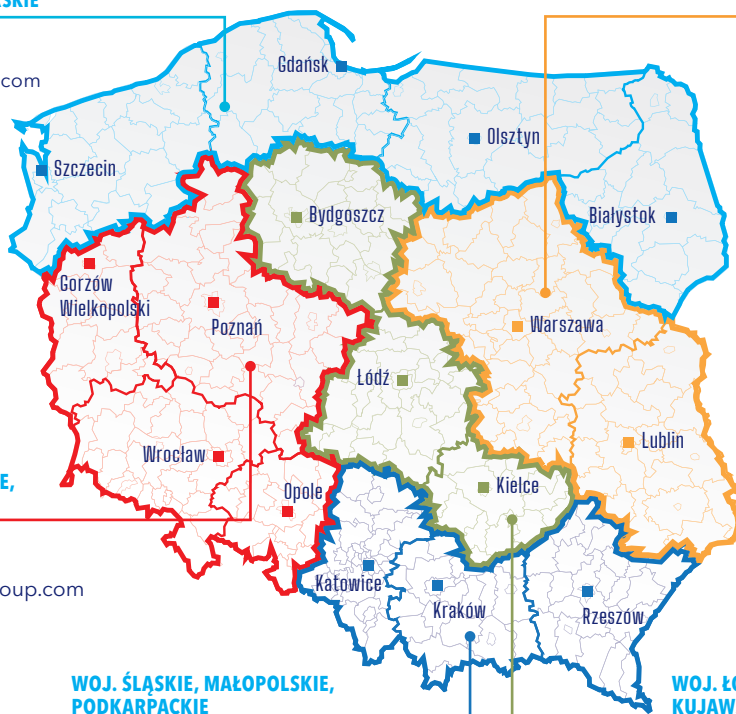 com
Gdańsk
Olsztyn
Szczecin
Bydgoszcz
Białystok
Gorzów
Wielkopolski
Poznań
Warszawa
Łódź
Wrocław
Lublin
Opole
Kielce
Katowice
Kraków
Rzeszów
oup.com
WOJ. ŚLĄSKIE, MAŁOPOLSKIE,
PODKARPACKIE
WOJ.